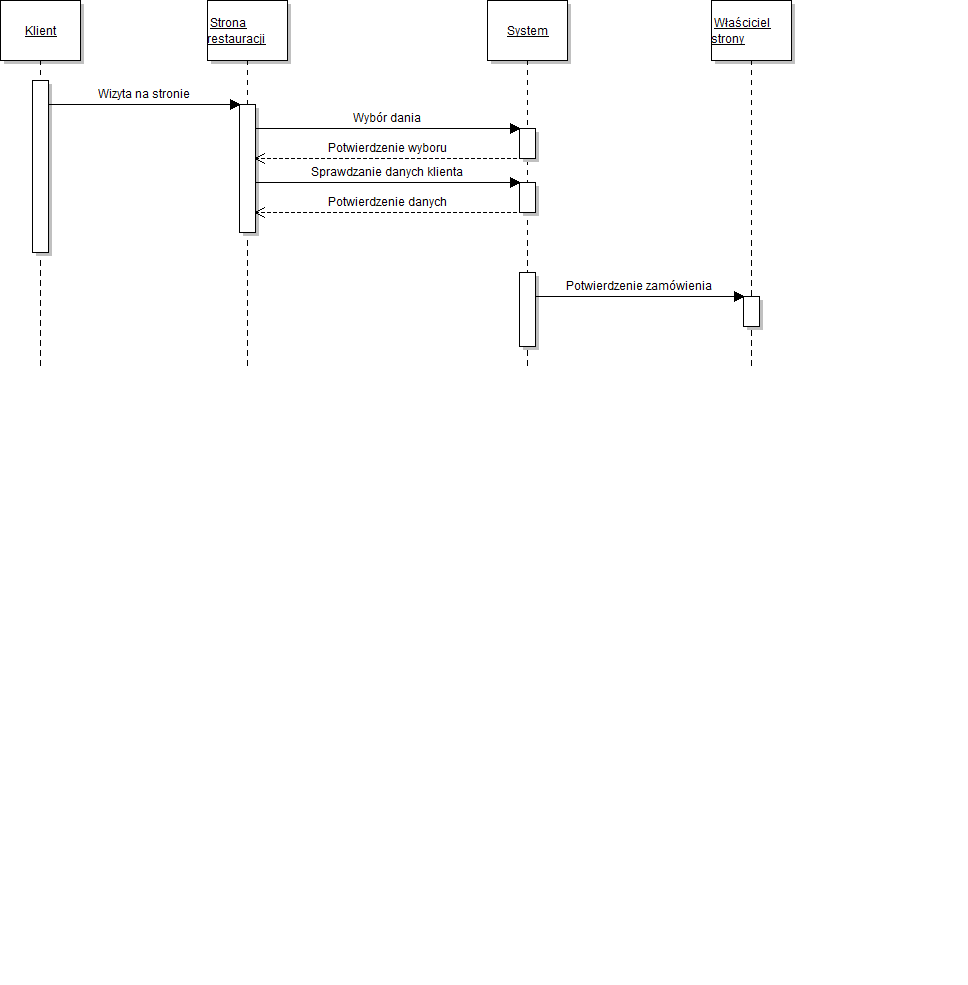 Klient
Strona
restauracji
System
Właściciel
strony
Wizyta na stronie
Wybór dania
Potwierdzenie wyboru
Sprawdzanie danych klienta
Potwierdzenie danych
Potwierdzenie zamówienia